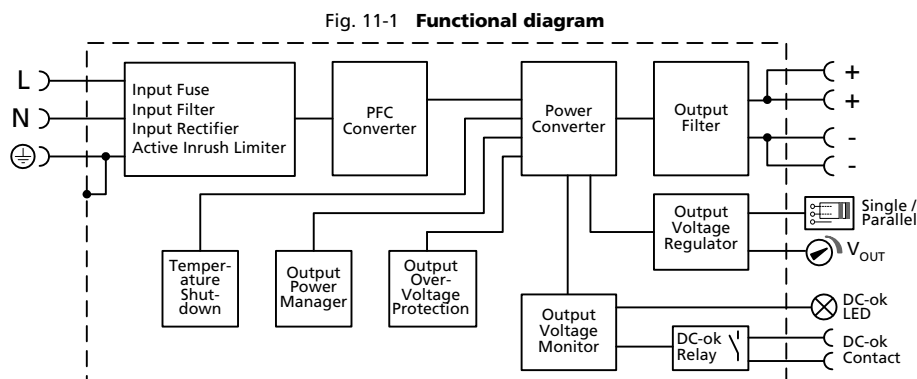 Fig. 11-1 Functional diagram
L
N
Input Fuse
Input Filter
Input Rectifier
Active Inrush Limiter
PFC
Converter
Power
Converter
Output
Filter
+
+
-
-
Output
Voltage
Regulator
Single /
Parallel
VOUT
Temper-
ature
Shut-
down
Output
Power
Manager
Output
Over-
Voltage
Protection
Output
Voltage
Monitor
DC-ok
LED
DC-ok
Relay
DC-ok
Contact